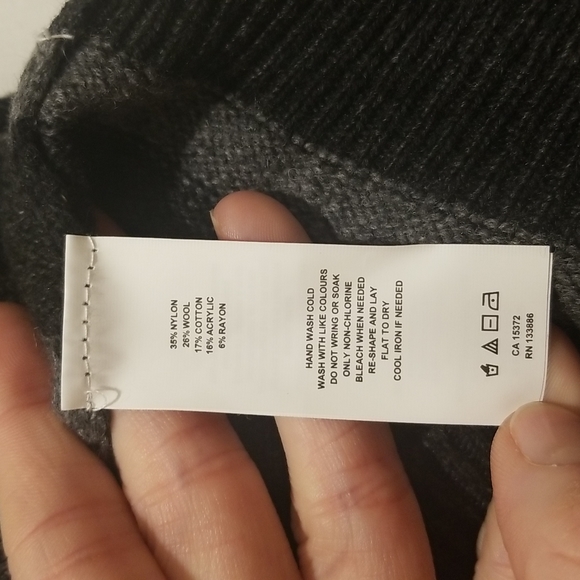 35% NYLON
26% WOOL
17% COTTON
16% ACRYLIC
6% RAYON
HAND WASH COLD
WASH WITH LIKE COLOURS
DO NOT WRING OR SOAK
ONLY NON-CHLORINE
BLEACH WHEN NEEDED
RE-SHAPE AND LAY
FLAT TO DRY
COOL IRON IF NEEDED
CA 15372
RN 133886